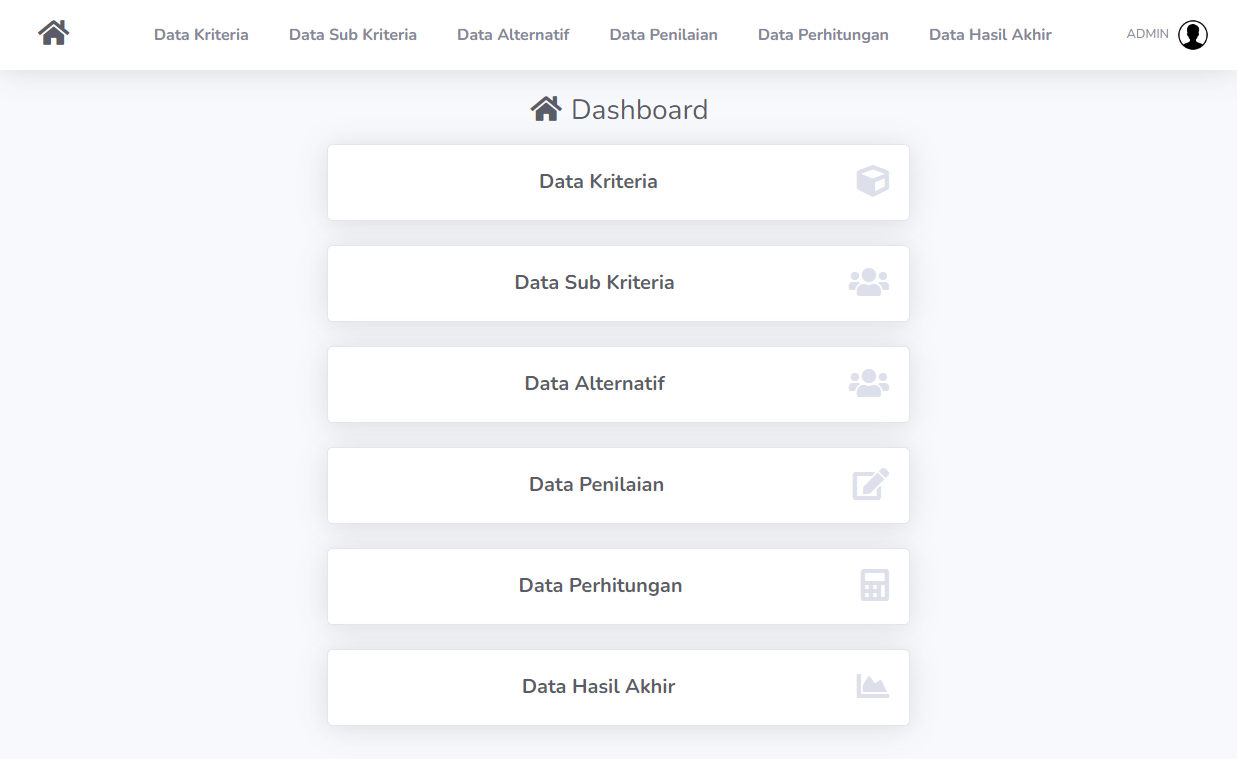 Data Kriteria Data Sub Kriteria Data Alternatif Data Penilaian Data Perhitungan Data Hasil Akhir ADMIN
Dashboard
Data Kriteria
Data Sub Kriteria
Data Alternatif
Data Penilaian
Data Perhitungan
Data Hasil Akhir